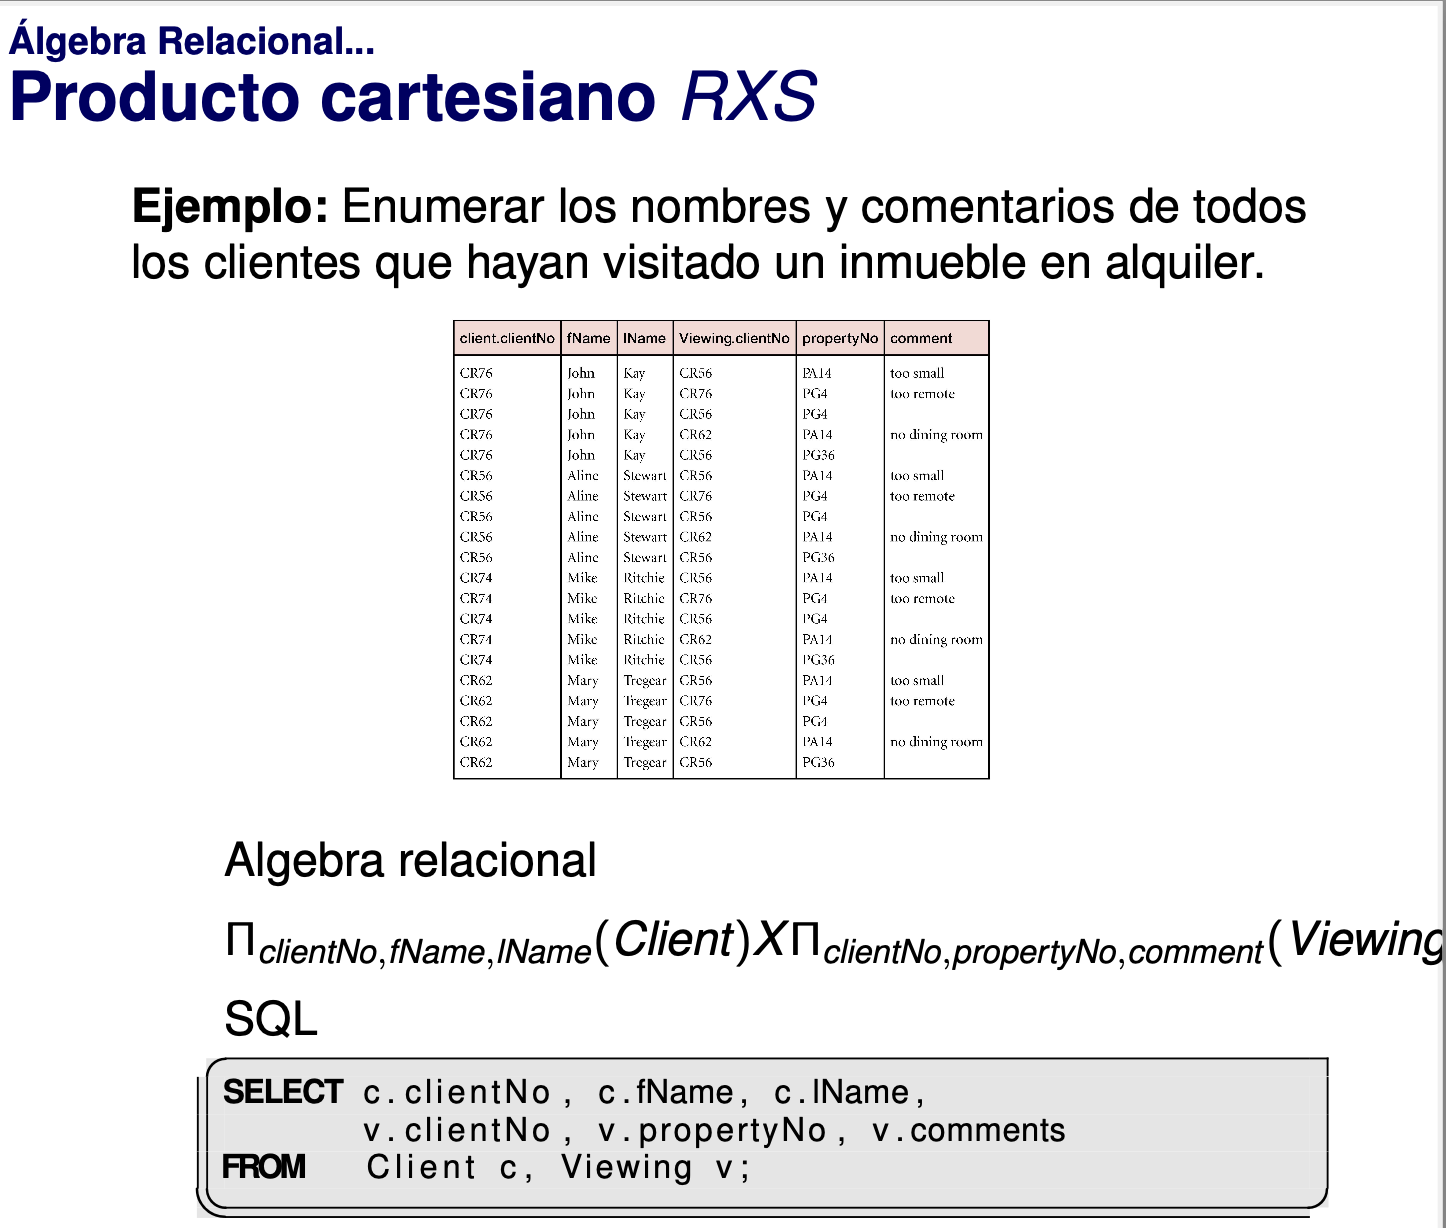 Álgebra Relacional...
Producto cartesiano RXS
Ejemplo: Enumerar los nombres y comentarios de todos
los clientes que hayan visitado un inmueble en alquiler.
client.clientNo fName lName Viewing.clientNo propertyNo comment
CR76 John Kay CR56 PA14 too small
CR76 John Kay CR76 PG4 too remote
CR76 John Kay CR56 PG4
CR76 John Kay CR62 PA14 no dining room
CR76 John Kay CR56 PG36
CR56 Aline Stewart CR56 PA14 too small
CR56 Aline Stewart CR76 PG4 too remote
CR56 Aline Stewart CR56 PG4
CR56 Aline Stewart CR62 PA14 no dining room
CR56 Aline Stewart CR56 PG36
CR74 Mike Ritchie CR56 PA14 too small
CR74 Mike Ritchie CR76 PG4 too remote
CR74 Mike Ritchie CR56 PG4
CR74 Mike Ritchie CR62 PA14 no dining room
CR74 Mike Ritchie CR56 PG36
CR62 Mary Tregear CR56 PA14 too small
CR62 Mary Tregear CR76 PG4 too remote
CR62 Mary Tregear CR56 PG4
CR62 Mary Tregear CR62 PA14 no dining room
CR62 Mary Tregear CR56 PG36
Algebra relacional
Π clientNo,fName,lName (Client) X Π clientNo,propertyNo,comment (Viewing
SQL
SELECT c.clientNo, c.fName, c.lName,
v.clientNo, v.propertyNo, v.comments
FROM Client c, Viewing v;